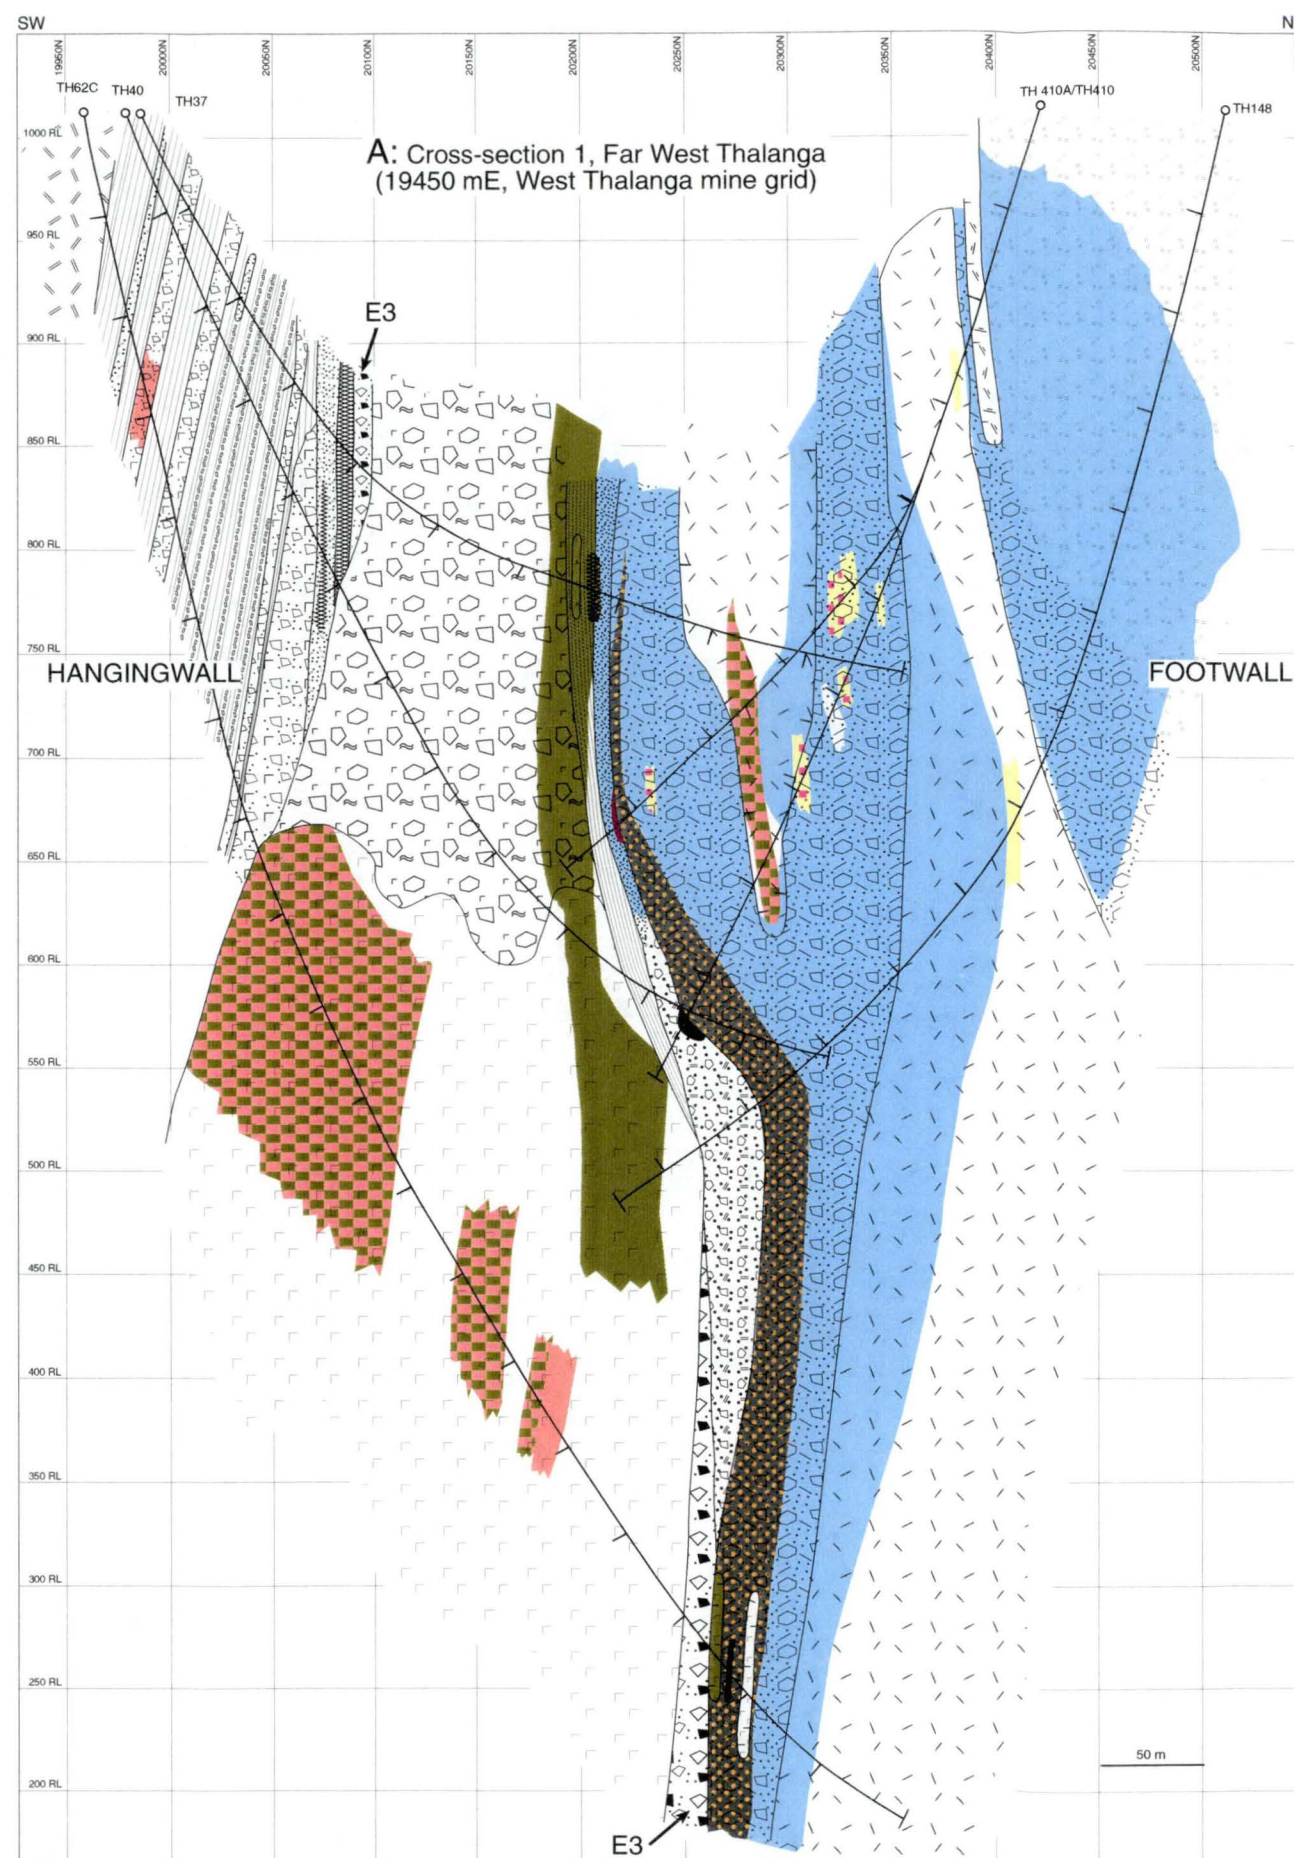 SW
N
19950N
20000N
20050N
20100N
20150N
20200N
20250N
20300N
20350N
20400N
20450N
20500N
TH62C
TH40
TH37
TH 410A/TH410
TH148
A: Cross-section 1, Far West Thalanga
(19450 mE, West Thalanga mine grid)
1000 RL
950 RL
E3
900 RL
850 RL
800 RL
750 RL
HANGINGWALL
FOOTWALL
700 RL
650 RL
600 RL
550 RL
500 RL
450 RL
400 RL
350 RL
300 RL
250 RL
50 m
200 RL
E3